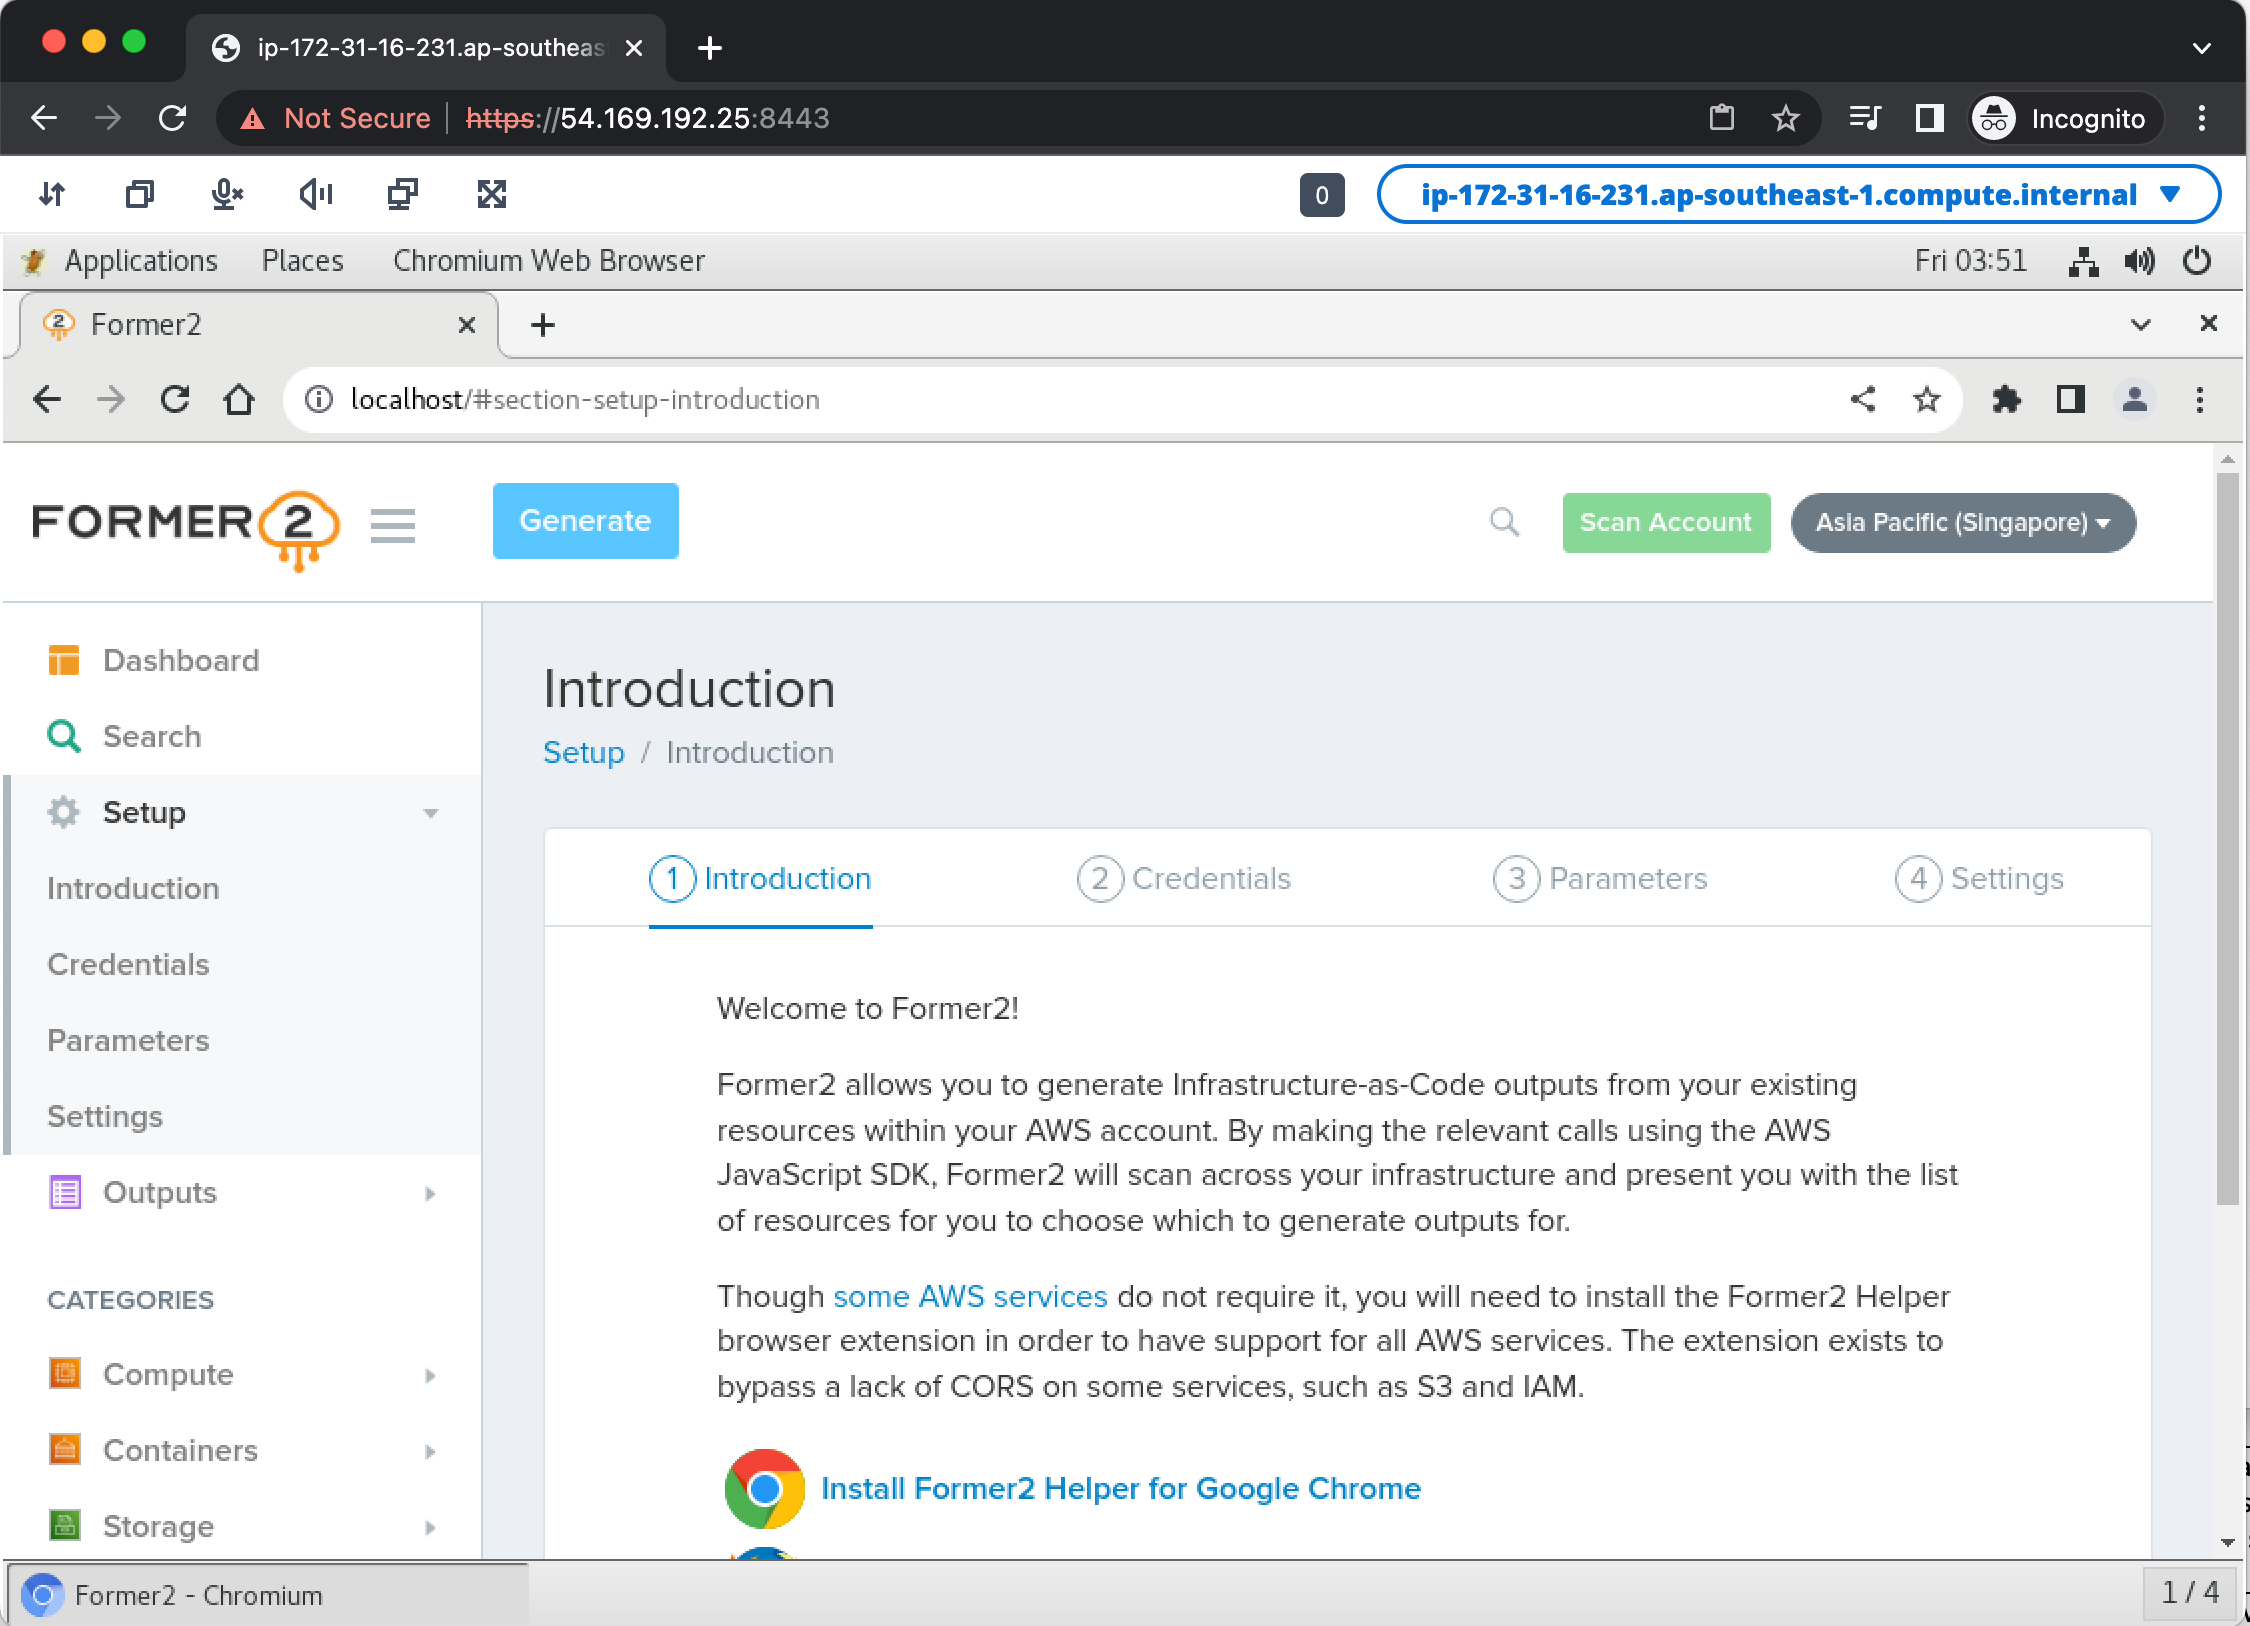 ip-172-31-16-231.ap-southeas
Not Secure
https://54.169.192.25:8443
Incognito
0
ip-172-31-16-231.ap-southeast-1.compute.internal
Applications
Places
Chromium Web Browser
Fri 03:51
Former2
localhost/#section-setup-introduction
FORMER2
Generate
Scan Account
Asia Pacific (Singapore)
Dashboard
Search
Setup
Introduction
Credentials
Parameters
Settings
Outputs
CATEGORIES
Compute
Containers
Storage
Introduction
Setup / Introduction
1 Introduction
2 Credentials
3 Parameters
4 Settings
Welcome to Former2!
Former2 allows you to generate Infrastructure-as-Code outputs from your existing
resources within your AWS account. By making the relevant calls using the AWS
JavaScript SDK, Former2 will scan across your infrastructure and present you with the list
of resources for you to choose which to generate outputs for.
Though some AWS services do not require it, you will need to install the Former2 Helper
browser extension in order to have support for all AWS services. The extension exists to
bypass a lack of CORS on some services, such as S3 and IAM.
Install Former2 Helper for Google Chrome
Former2 - Chromium
1 / 4